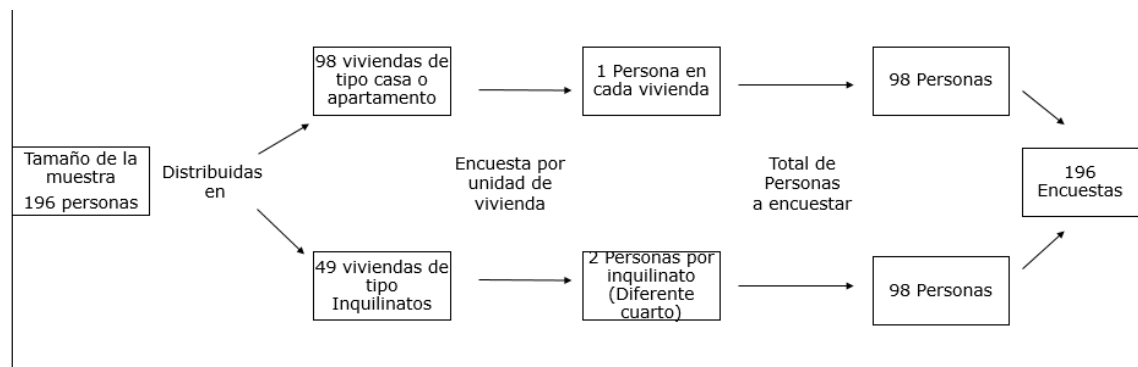 Tamaño de la
muestra
196 personas
Distribuidas
en
98 viviendas de
tipo casa o
apartamento
1 Persona en
cada vivienda
98 Personas
Encuesta por
unidad de
vivienda
Total de
Personas
a encuestar
196
Encuestas
49 viviendas de
tipo
Inquilinatos
2 Personas por
inquilinato
(Diferente
cuarto)
98 Personas